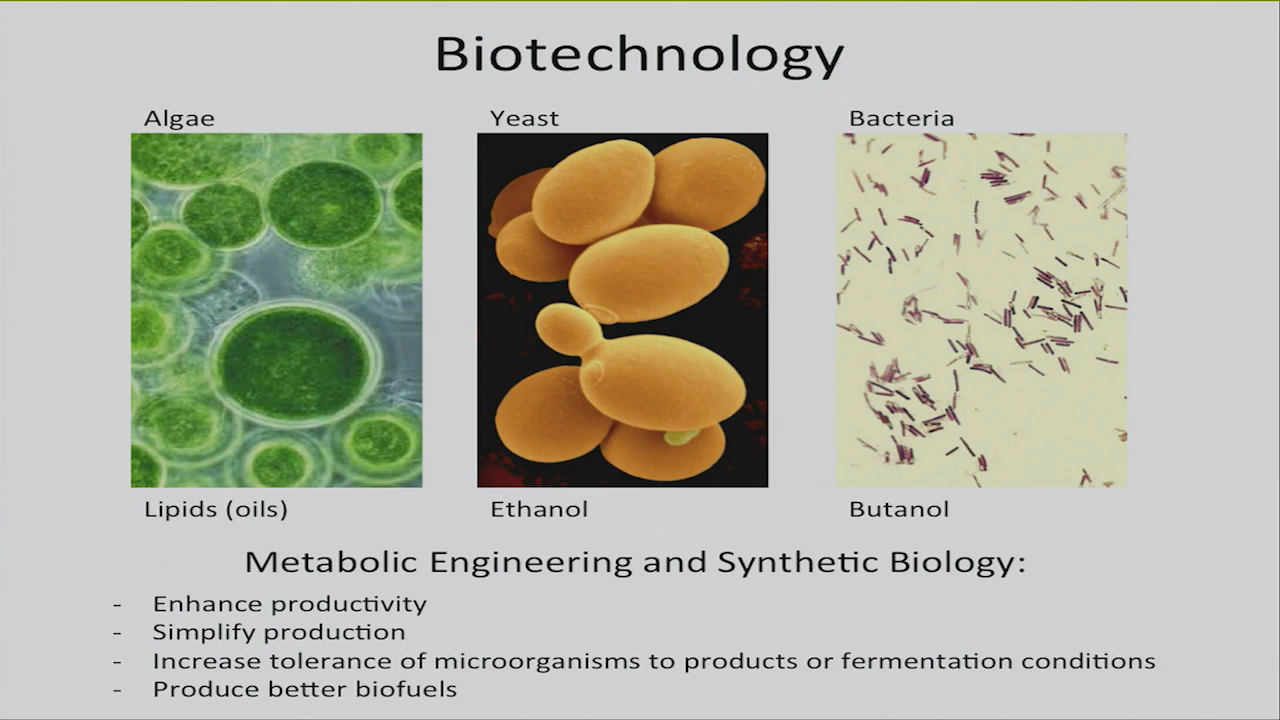 Biotechnology
Algae
Yeast
Bacteria
Lipids (oils)
Ethanol
Butanol
Metabolic Engineering and Synthetic Biology:
- Enhance productivity
- Simplify production
- Increase tolerance of microorganisms to products or fermentation conditions
- Produce better biofuels